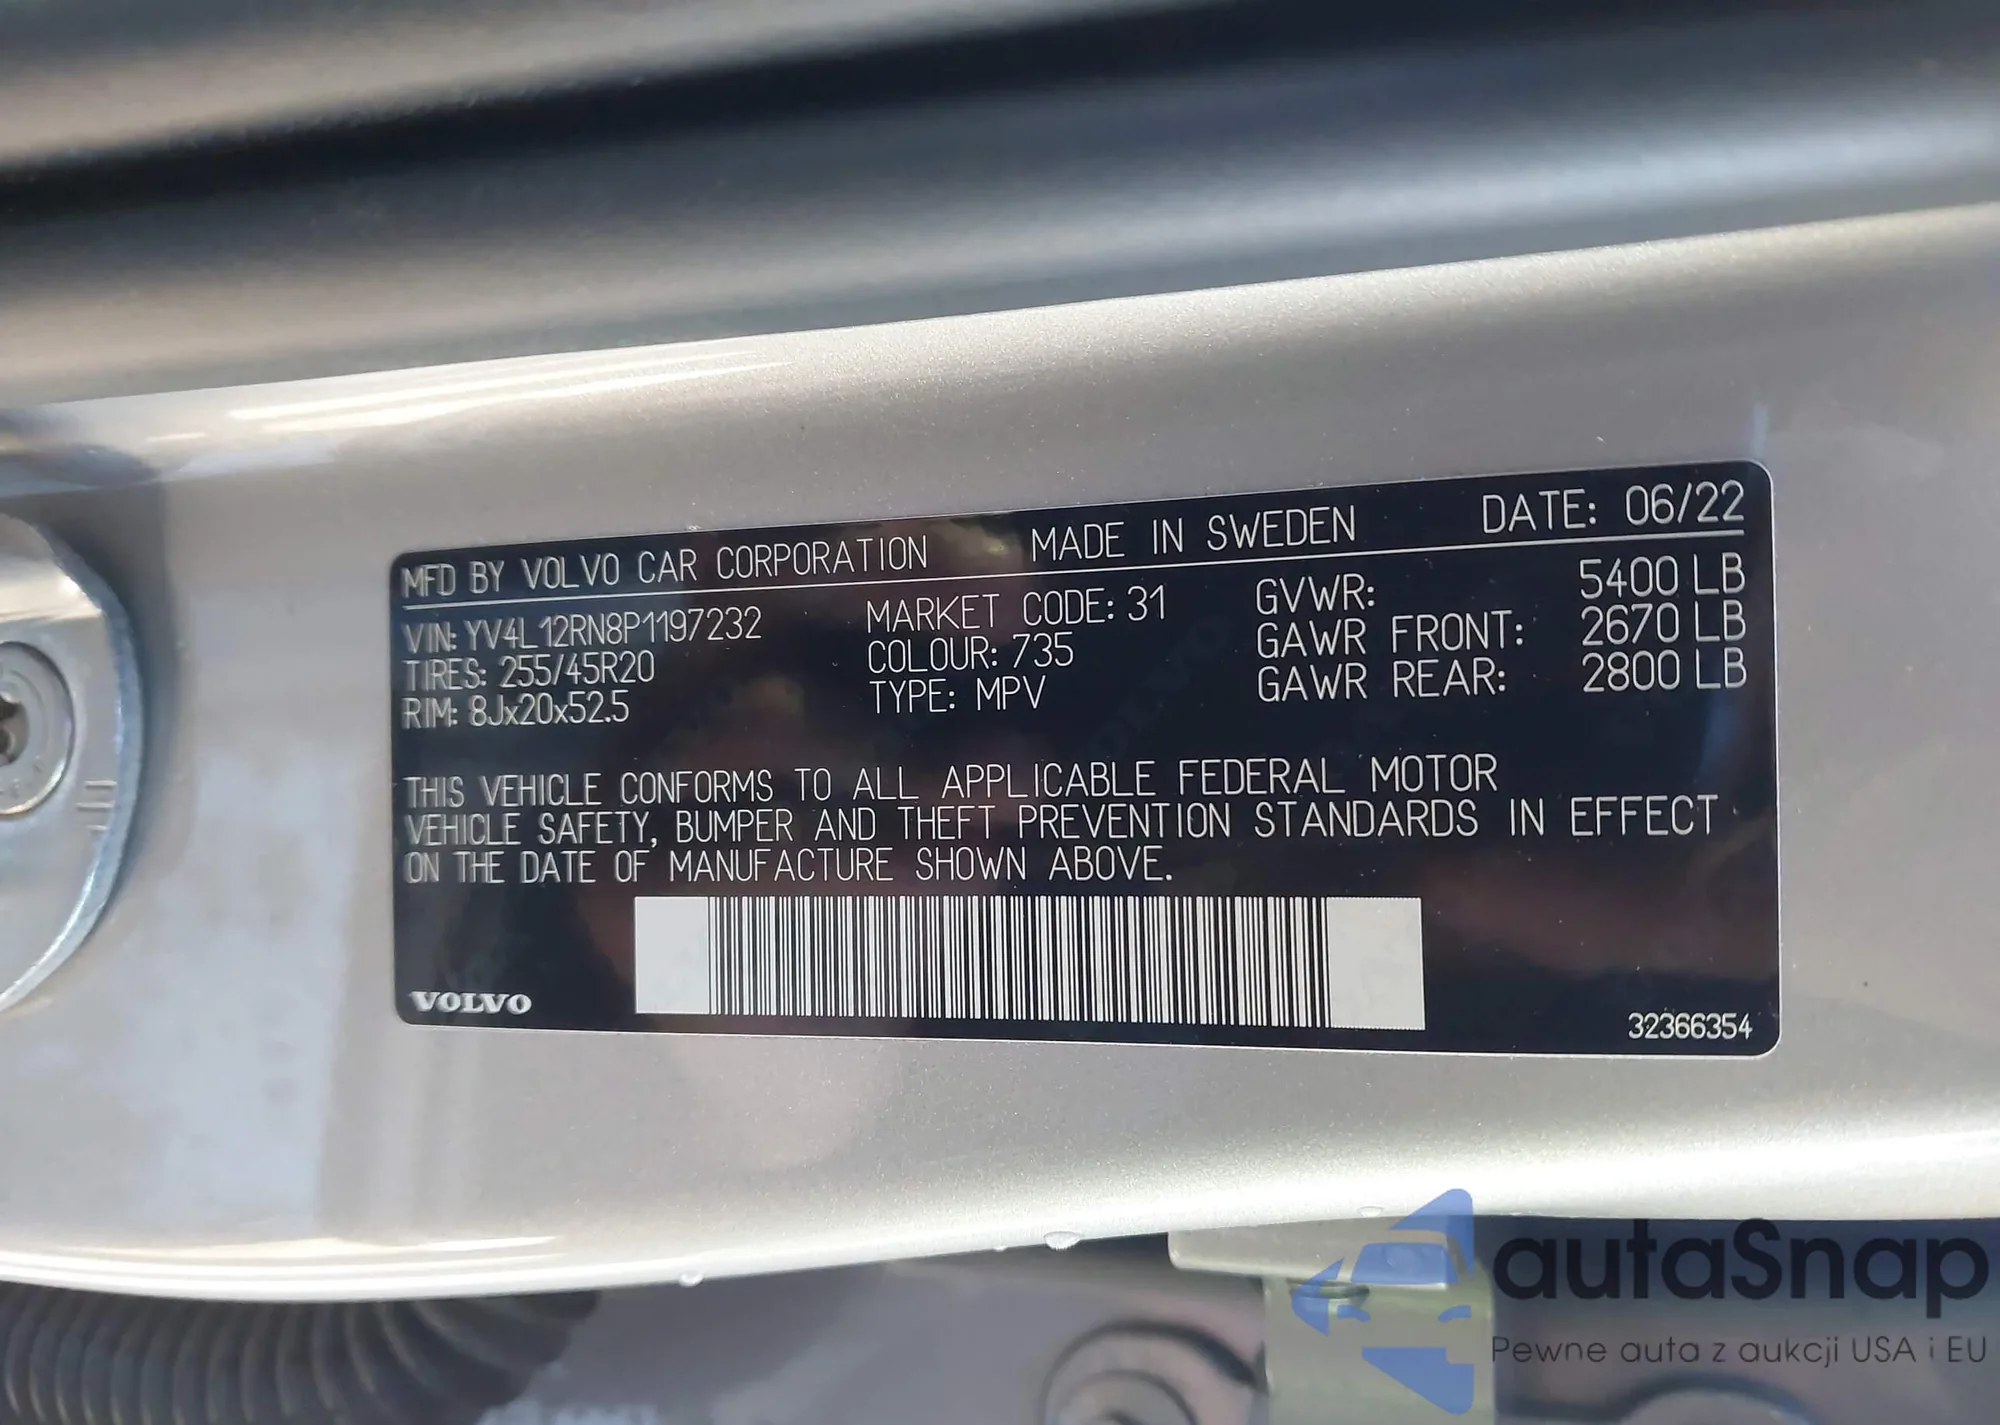 MFD BY VOLVO CAR CORPORATION MADE IN SWEDEN DATE: 06/22
VIN: YV4L12RN8P1197232 MARKET CODE: 31 GVWR: 5400 LB
TIRES: 255/45R20 COLOUR: 735 GAWR FRONT: 2670 LB
RIM: 8Jx20x52.5 TYPE: MPV GAWR REAR: 2800 LB
THIS VEHICLE CONFORMS TO ALL APPLICABLE FEDERAL MOTOR
VEHICLE SAFETY, BUMPER AND THEFT PREVENTION STANDARDS IN EFFECT
ON THE DATE OF MANUFACTURE SHOWN ABOVE.
VOLVO
32366354
autaSnap
Pewne auta z aukcji USA i EU